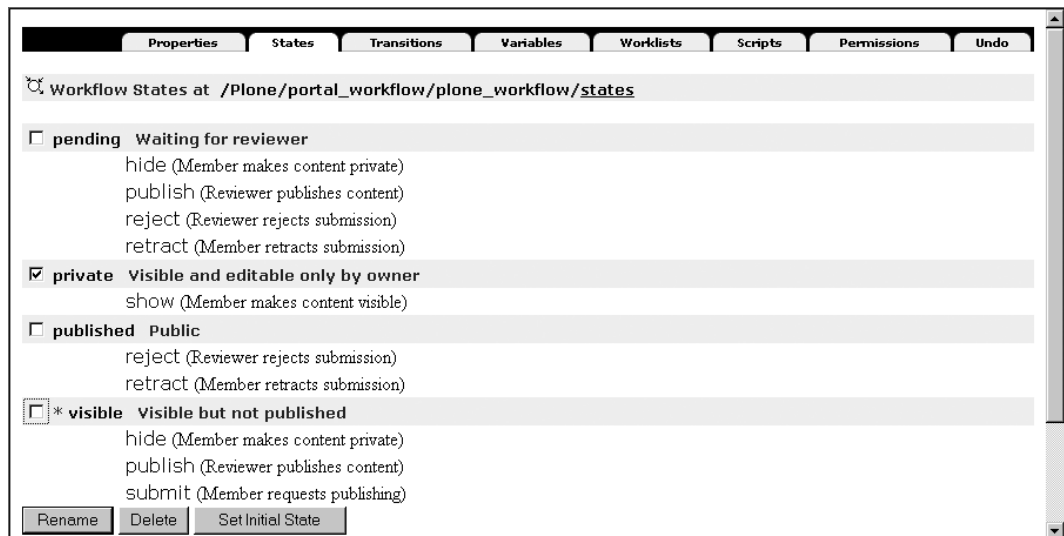 Properties States Transitions Variables Worklists Scripts Permissions Undo
Workflow States at /Plone/portal_workflow/plone_workflow/states
pending Waiting for reviewer
hide (Member makes content private)
publish (Reviewer publishes content)
reject (Reviewer rejects submission)
retract (Member retracts submission)
private Visible and editable only by owner
show (Member makes content visible)
published Public
reject (Reviewer rejects submission)
retract (Member retracts submission)
* visible Visible but not published
hide (Member makes content private)
publish (Reviewer publishes content)
submit (Member requests publishing)
Rename Delete Set Initial State